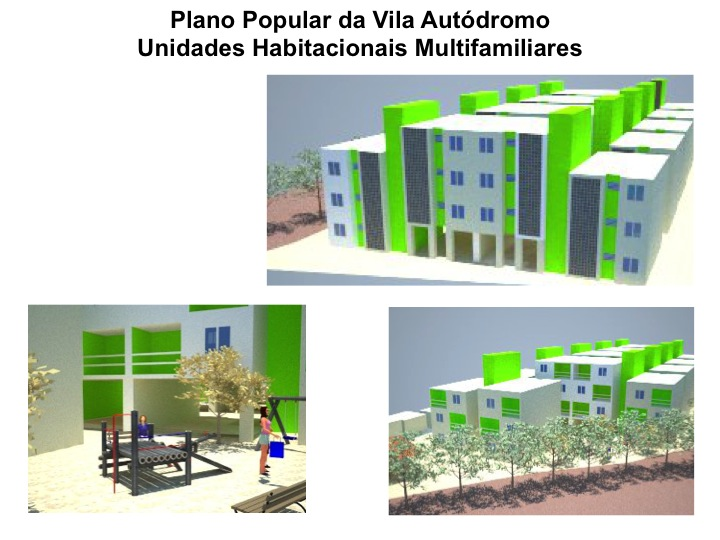 Plano Popular da Vila Autódromo
Unidades Habitacionais Multifamiliares